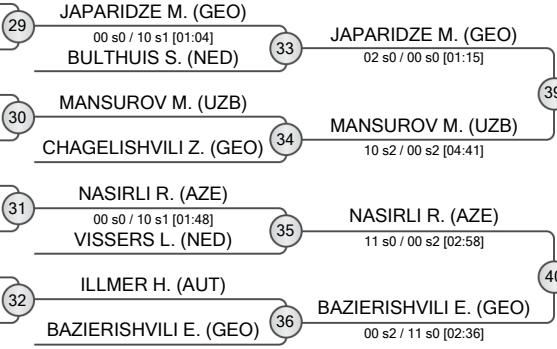 JAPARIDZE M. (GEO)
29
00 s0 / 10 s1 [01:04]
BULTHUIS S. (NED)
33
JAPARIDZE M. (GEO)
02 s0 / 00 s0 [01:15]
30
MANSUROV M. (UZB)
CHAGELISHVILI Z. (GEO)
34
MANSUROV M. (UZB)
10 s2 / 00 s2 [04:41]
39
31
NASIRLI R. (AZE)
00 s0 / 10 s1 [01:48]
VISSERS L. (NED)
35
NASIRLI R. (AZE)
11 s0 / 00 s2 [02:58]
32
ILLMER H. (AUT)
BAZIERISHVILI E. (GEO)
36
BAZIERISHVILI E. (GEO)
00 s2 / 11 s0 [02:36]
40